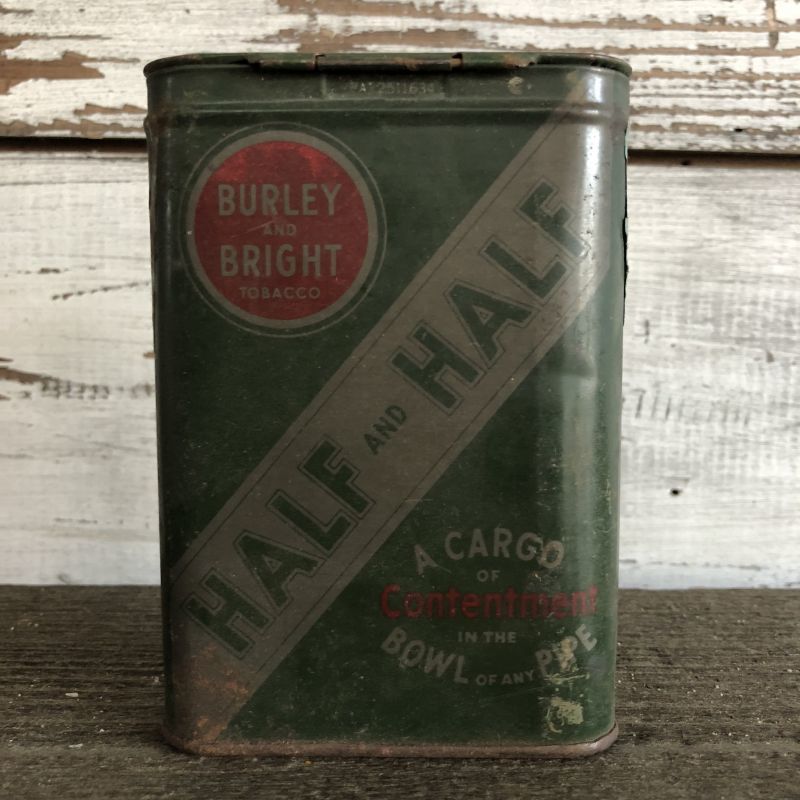 BURLEY
AND
BRIGHT
TOBACCO
HALF AND HALF
A CARGO
OF
Contentment
IN THE
BOWL OF ANY PIPE